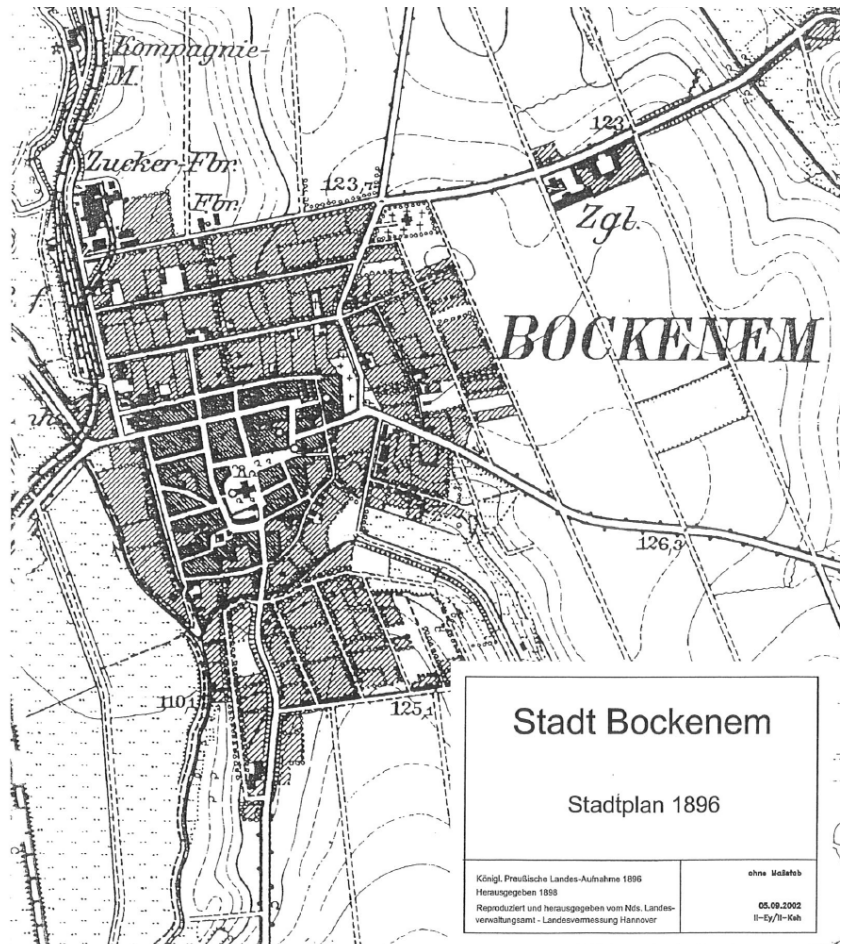 Kompagnie-
M.
Zucker-Fbr.
Fbr.
123,7
123
Zgl.
f
BOCKENEM
126,3
110,1
125,1
Stadt Bockenem
Stadtplan 1896
Königl. Preußische Landes-Aufnahme 1896
Herausgegeben 1898
Reproduziert und herausgegeben vom Nds. Landes-
verwaltungsamt - Landesvermessung Hannover
ohne Maßstab
05.09.2002
II-Ey/II-Keh